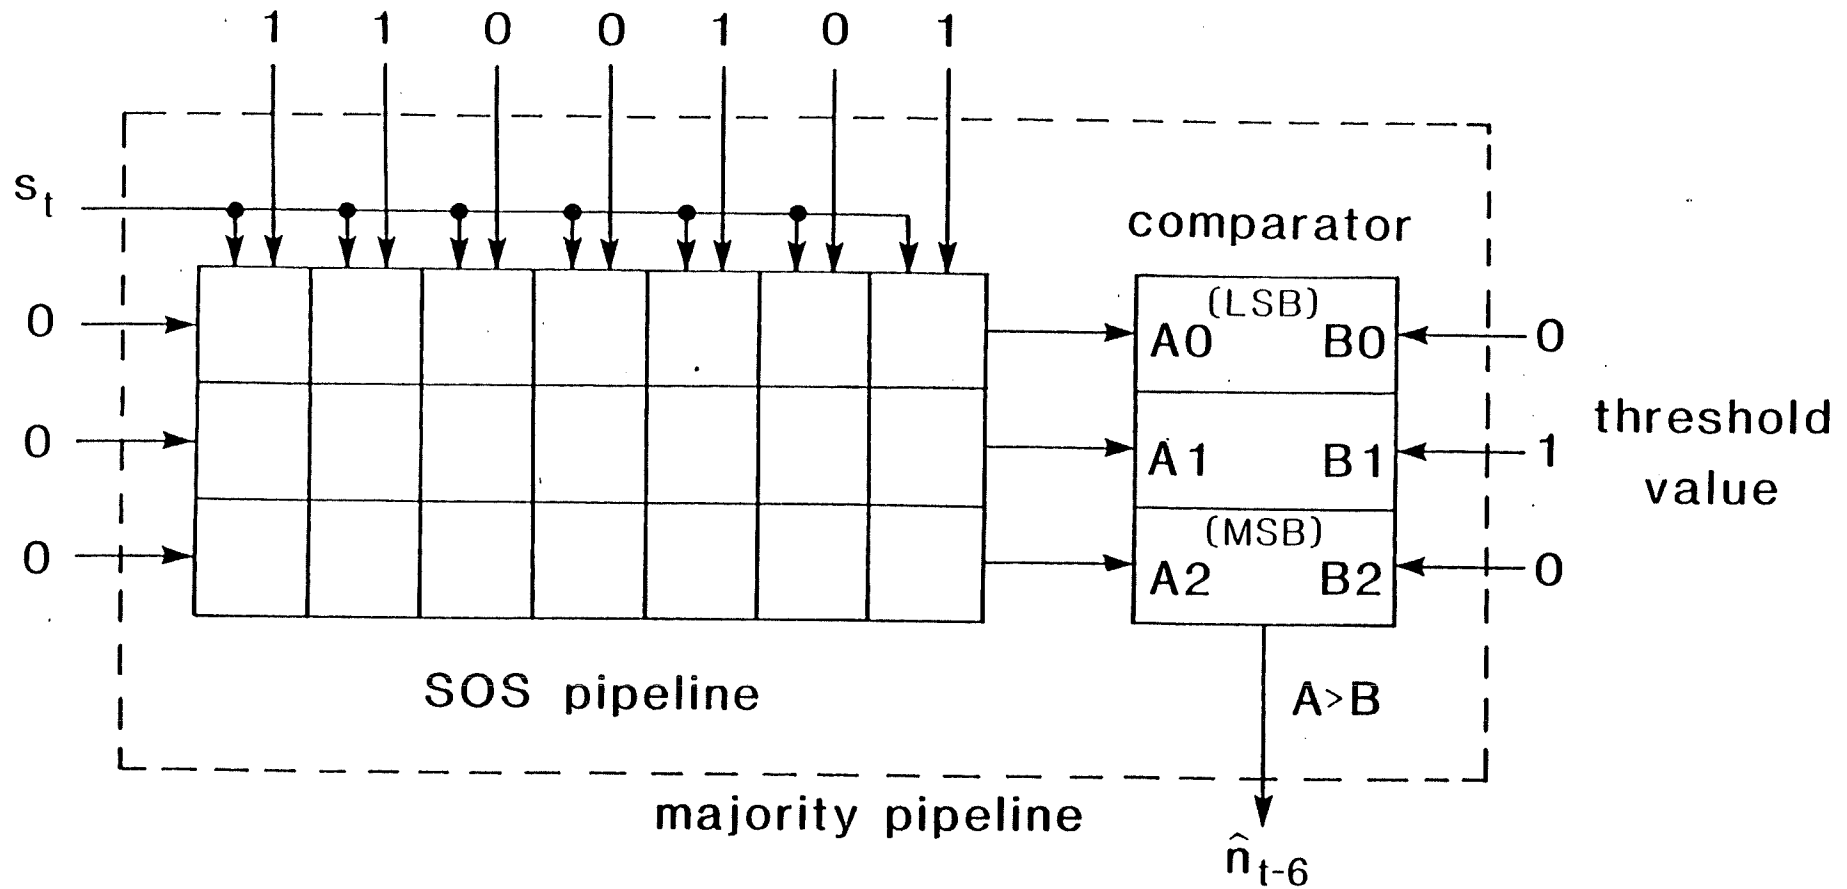 1 1 0 0 1 0 1
s_t
comparator
0 (LSB)
A0 B0 0
threshold
0 A1 B1 1
value
(MSB)
0 A2 B2 0
SOS pipeline A>B
majority pipeline
n̂_{t-6}